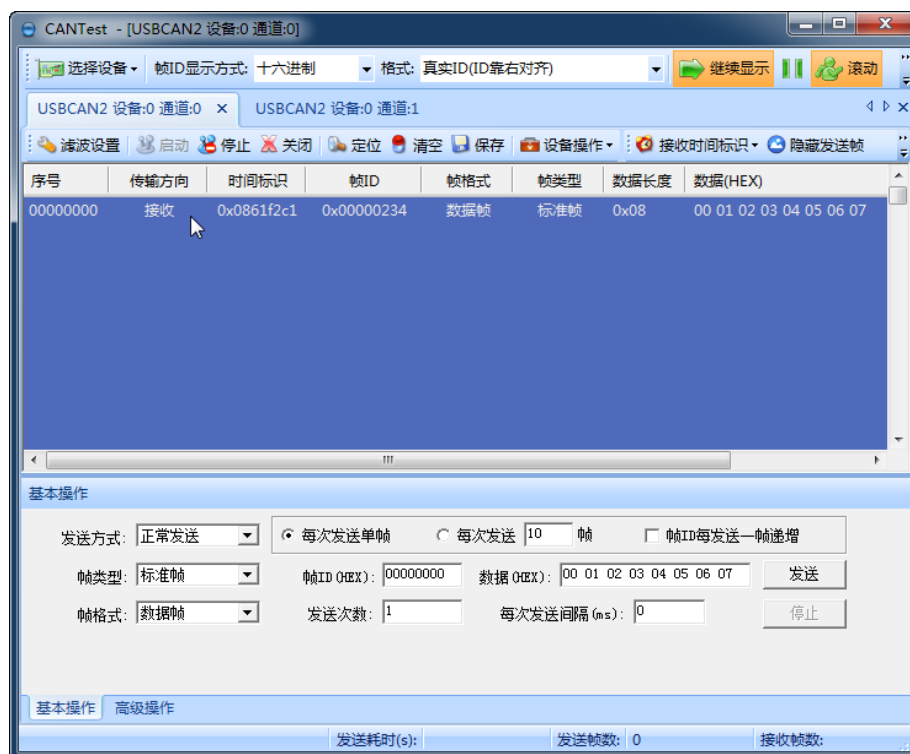 CANTest - [USBCAN2 设备:0 通道:0]
选择设备 帧ID显示方式: 十六进制 格式: 真实ID(ID靠右对齐) 继续显示 滚动
USBCAN2 设备:0 通道:0 × USBCAN2 设备:0 通道:1
滤波设置 启动 停止 关闭 定位 清空 保存 设备操作 接收时间标识 隐藏发送帧
序号 传输方向 时间标识 帧ID 帧格式 帧类型 数据长度 数据(HEX)
00000000 接收 0x0861f2c1 0x00000234 数据帧 标准帧 0x08 00 01 02 03 04 05 06 07
基本操作
发送方式: 正常发送 每次发送单帧 每次发送 10 帧 帧ID每发送一帧递增
帧类型: 标准帧 帧ID(HEX): 00000000 数据(HEX): 00 01 02 03 04 05 06 07 发送
帧格式: 数据帧 发送次数: 1 每次发送间隔(ms): 0 停止
基本操作 高级操作
发送耗时(s): 发送帧数: 0 接收帧数: